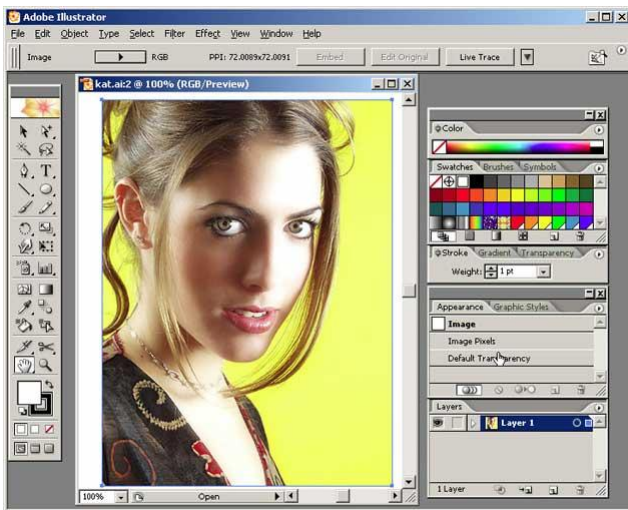 Adobe Illustrator
File Edit Object Type Select Filter Effect View Window Help
Image RGB PPI: 72.0089x72.0091 Embed Edit Original Live Trace
kat.ai:2 @ 100% (RGB/Preview)
Color
Swatches Brushes Symbols
Stroke Gradient Transparency
Weight: 1 pt
Appearance Graphic Styles
Image
Image Pixels
Default Transparency
Layers
Layer 1
1 Layer
100% Open